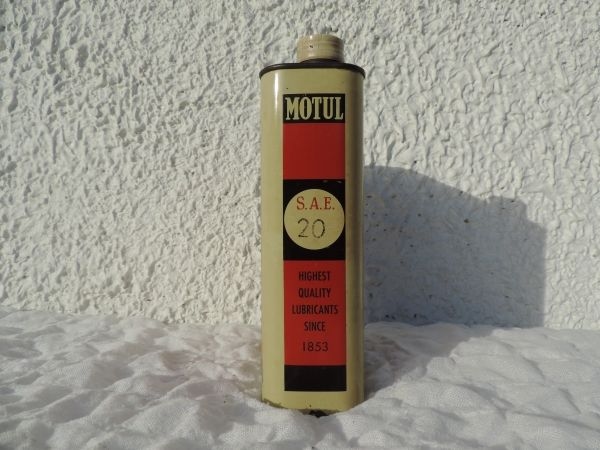 MOTUL
S.A.E.
20
HIGHEST
QUALITY
LUBRICANTS
SINCE
1853